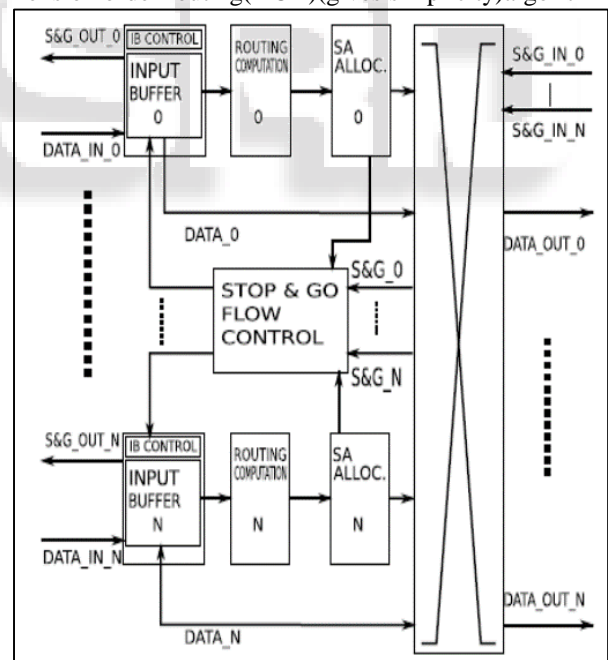 S&G_OUT_0
IB CONTROL
INPUT
BUFFER
0
ROUTING
COMPUTATION
0
SA
ALLOC.
0
S&G_IN_0
S&G_IN_N
DATA_IN_0
DATA_0
DATA_OUT_0
STOP & GO
FLOW
CONTROL
S&G_0
S&G_N
S&G_OUT_N
IB CONTROL
INPUT
BUFFER
N
ROUTING
COMPUTATION
N
SA
ALLOC.
N
DATA_IN_N
DATA_N
DATA_OUT_N